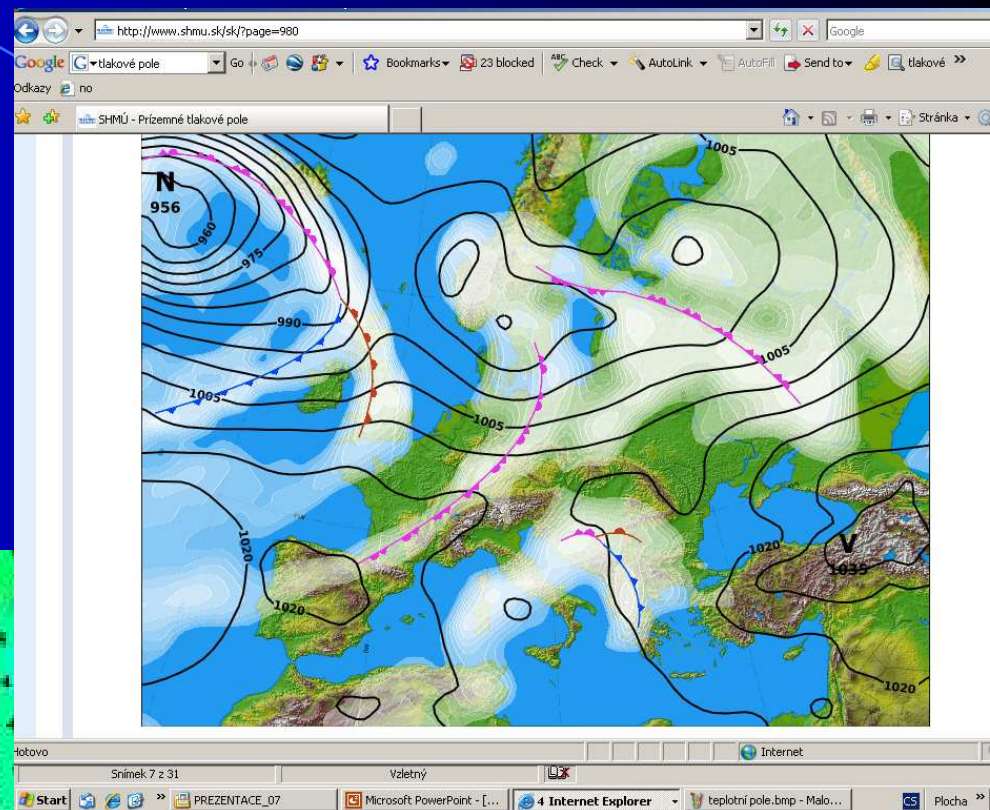 http://www.shmu.sk/sk/?page=980
Google
Google G tlakové pole Go Bookmarks 23 blocked ABC Check AutoLink AutoFill Send to tlakové »
Odkazy no
SHMÚ - Prízemné tlakové pole
Stránka
1005
N
956
960
975
990
1005
1005
1005
1020
1020
1020
V
1035
1020
Hotovo
Internet
Snímek 7 z 31
Vzletný
Start » PREZENTACE_07
Microsoft PowerPoint - [...
4 Internet Explorer
teplotní pole.bmp - Malo...
CS
Plocha »